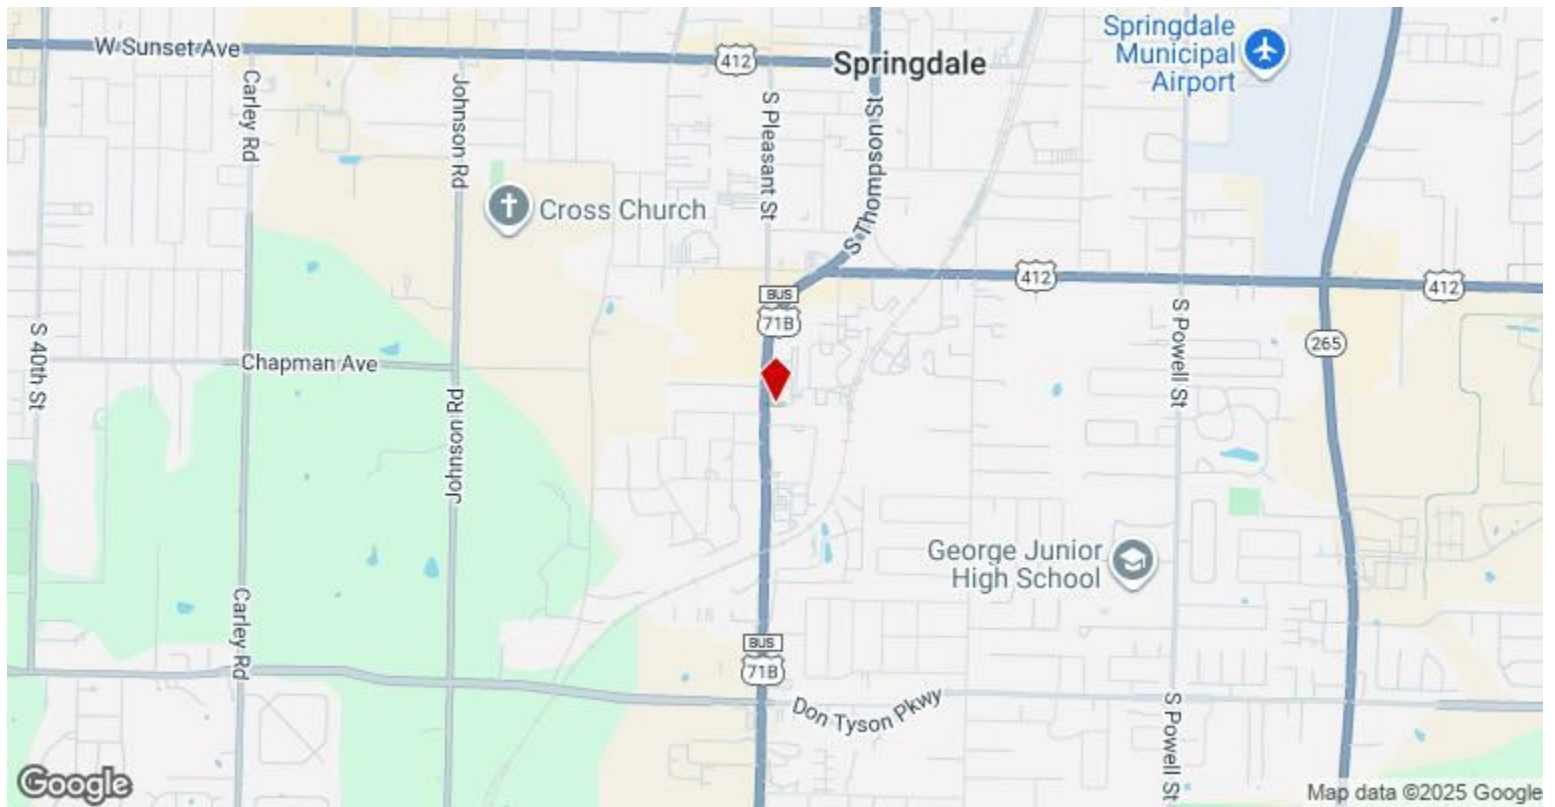 W Sunset Ave
412
Springdale
Springdale
Municipal
Airport
Carley Rd
Johnson Rd
S Pleasant St
S Thompson St
Cross Church
BUS
71B
412
412
S 40th St
Chapman Ave
Johnson Rd
S Powell St
265
George Junior
High School
Carley Rd
BUS
71B
Don Tyson Pkwy
S Powell St
Google
Map data ©2025 Google